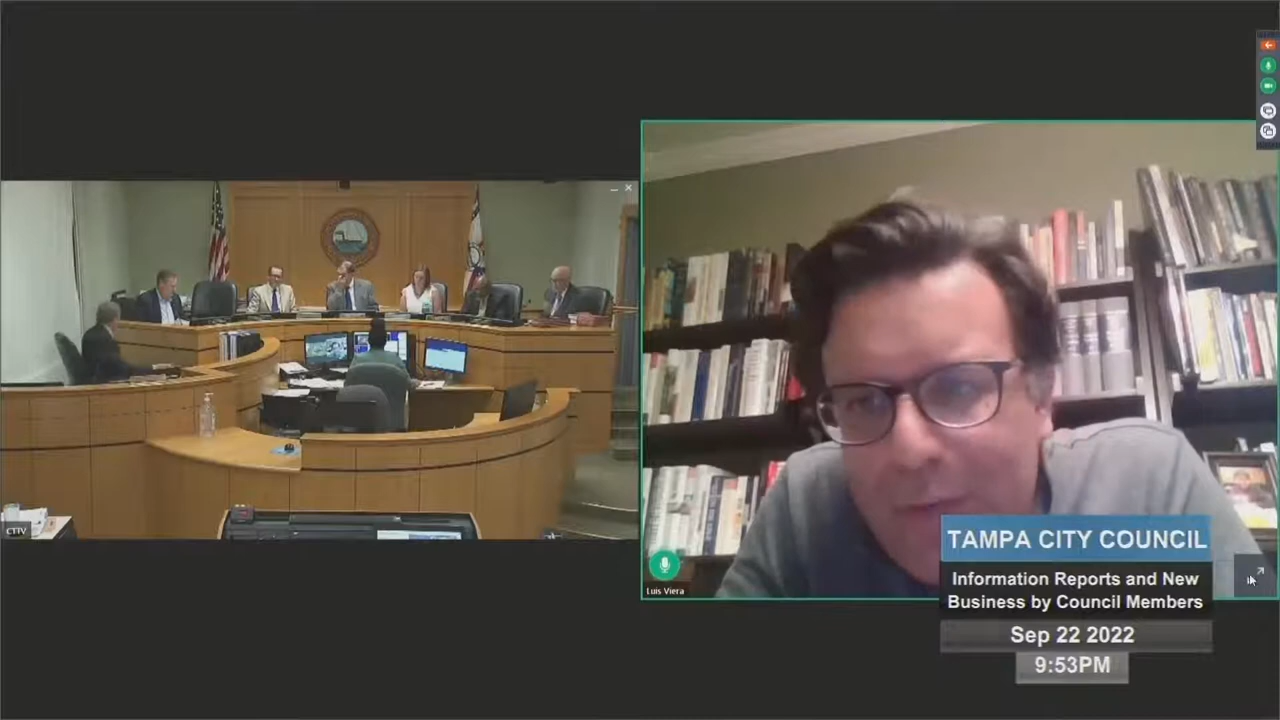 CTTV
Luis Viera
TAMPA CITY COUNCIL
Information Reports and New
Business by Council Members
Sep 22 2022
9:53PM